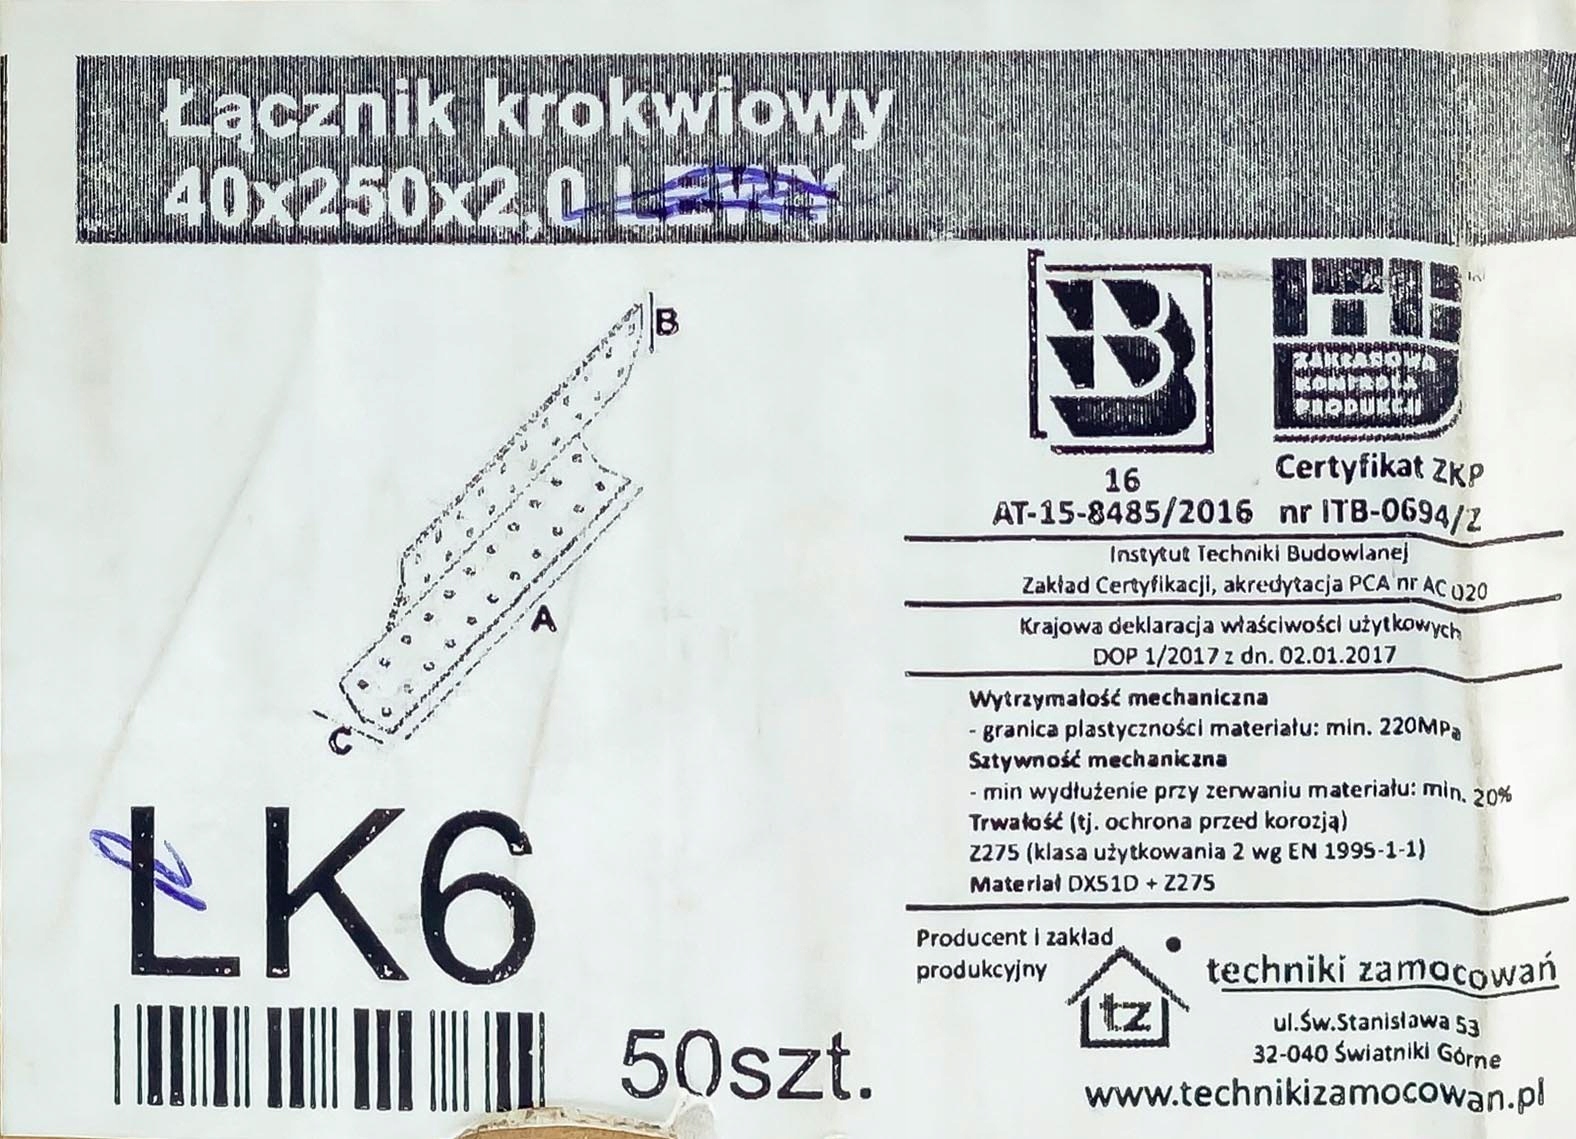 Łącznik krokwiowy
40x250x2,0 LEWY
B
A
C
LK6
50szt.
B
16
AT-15-8485/2016
ITB
ZAKŁADOWA
KONTROLA
PRODUKCJI
Certyfikat ZKP
nr ITB-0694/Z
Instytut Techniki Budowlanej
Zakład Certyfikacji, akredytacja PCA nr AC 020
Krajowa deklaracja właściwości użytkowych
DOP 1/2017 z dn. 02.01.2017
Wytrzymałość mechaniczna
- granica plastyczności materiału: min. 220MPa
Sztywność mechaniczna
- min wydłużenie przy zerwaniu materiału: min. 20%
Trwałość (tj. ochrona przed korozją)
Z275 (klasa użytkowania 2 wg EN 1995-1-1)
Materiał DX51D + Z275
Producent i zakład
produkcyjny
tz
techniki zamocowań
ul.Św.Stanisława 53
32-040 Świątniki Górne
www.technikizamocowan.pl